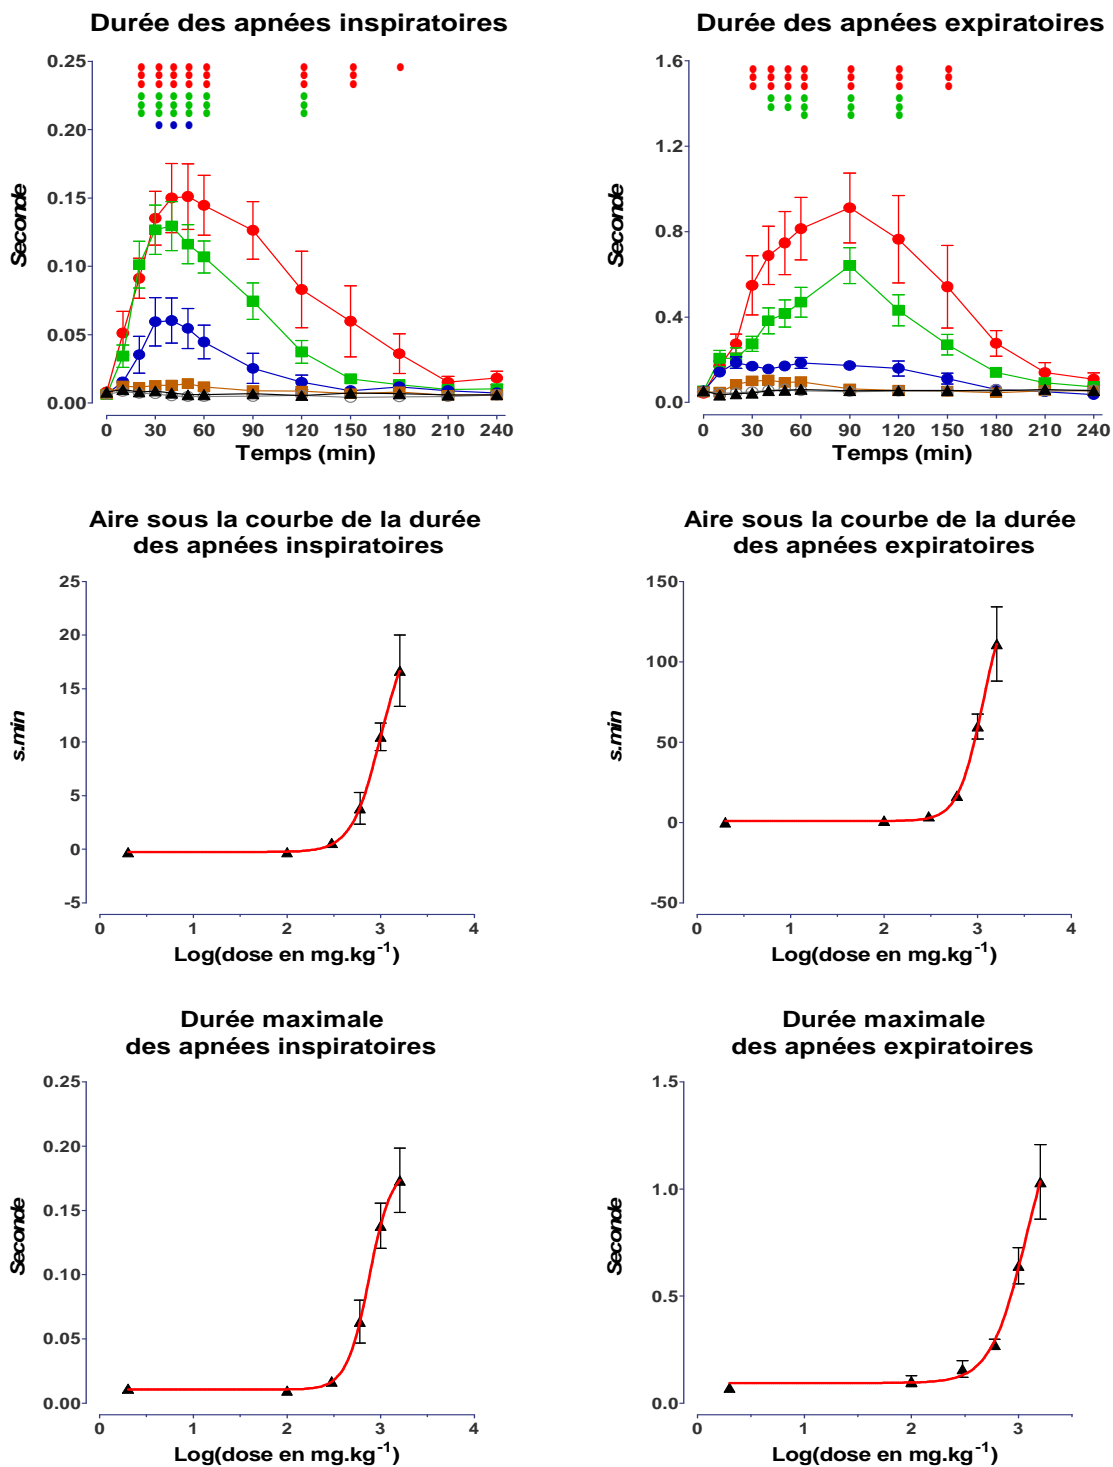 Durée des apnées inspiratoires
0.25
0.20
0.15
0.10
0.05
0.00
Seconde
0 30 60 90 120 150 180 210 240
Temps (min)
Durée des apnées expiratoires
1.6
1.2
0.8
0.4
0.0
Seconde
0 30 60 90 120 150 180 210 240
Temps (min)
Aire sous la courbe de la durée
des apnées inspiratoires
25
20
15
10
5
0
-5
s.min
0 1 2 3 4
Log(dose en mg.kg⁻¹)
Aire sous la courbe de la durée
des apnées expiratoires
150
100
50
0
-50
s.min
0 1 2 3 4
Log(dose en mg.kg⁻¹)
Durée maximale
des apnées inspiratoires
0.25
0.20
0.15
0.10
0.05
0.00
Seconde
0 1 2 3 4
Log(dose en mg.kg⁻¹)
Durée maximale
des apnées expiratoires
1.5
1.0
0.5
0.0
Seconde
0 1 2 3
Log(dose en mg.kg⁻¹)